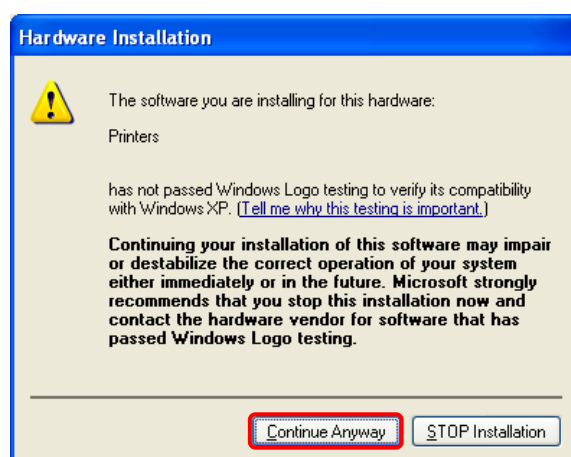 Hardware Installation
The software you are installing for this hardware:
Printers
has not passed Windows Logo testing to verify its compatibility
with Windows XP. (Tell me why this testing is important.)
Continuing your installation of this software may impair
or destabilize the correct operation of your system
either immediately or in the future. Microsoft strongly
recommends that you stop this installation now and
contact the hardware vendor for software that has
passed Windows Logo testing.
Continue Anyway STOP Installation